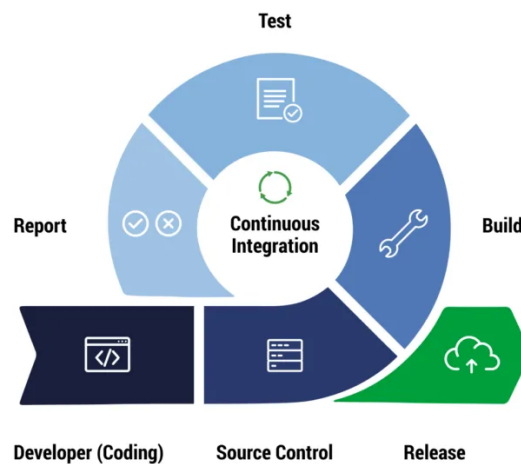 Test
Continuous
Integration
Report
Build
</>
Developer (Coding)
Source Control
Release